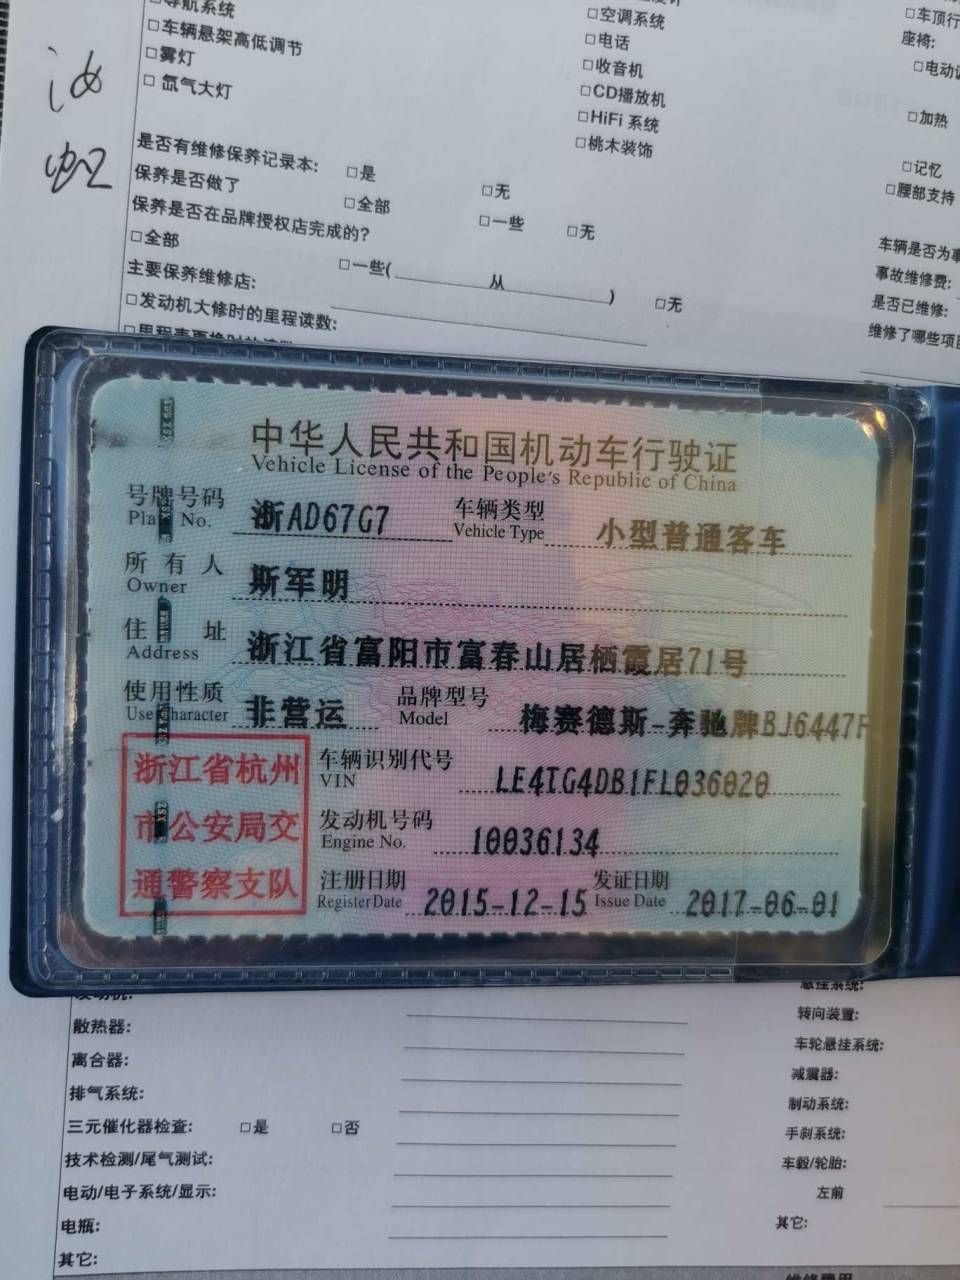 导航系统
□车辆悬架高低调节
□雾灯
□ 氙气大灯
□空调系统
□电话
□收音机
□CD播放机
□HiFi 系统
□桃木装饰
□车顶行
座椅:
□电动
□加热
□记忆
□腰部支持
是否有维修保养记录本: □是 □无
保养是否做了 □全部 □一些 □无
保养是否在品牌授权店完成的?
□全部 □一些( 从 ) □无
主要保养维修店:
□发动机大修时的里程读数:
车辆是否为事
事故维修费:
是否已维修:
维修了哪些项目
中华人民共和国机动车行驶证
Vehicle License of the People's Republic of China
号牌号码 浙AD67G7 车辆类型 小型普通客车
Plate No. Vehicle Type
所有人 斯军明
Owner
住址 浙江省富阳市富春山居栖霞居71号
Address
使用性质 非营运 品牌型号 梅赛德斯-奔驰牌BJ6447F
Use Character Model
浙江省杭州
市公安局交
通警察支队
车辆识别代号 LE4TG4DB1FL036020
VIN
发动机号码 10036134
Engine No.
注册日期 2015-12-15 发证日期 2017-06-01
Register Date Issue Date
发动机:
散热器:
离合器:
排气系统:
三元催化器检查: □是 □否
技术检测/尾气测试:
电动/电子系统/显示:
电瓶:
其它:
悬挂系统:
转向装置:
车轮悬挂系统:
减震器:
制动系统:
手刹系统:
车毂/轮胎:
左前
其它: